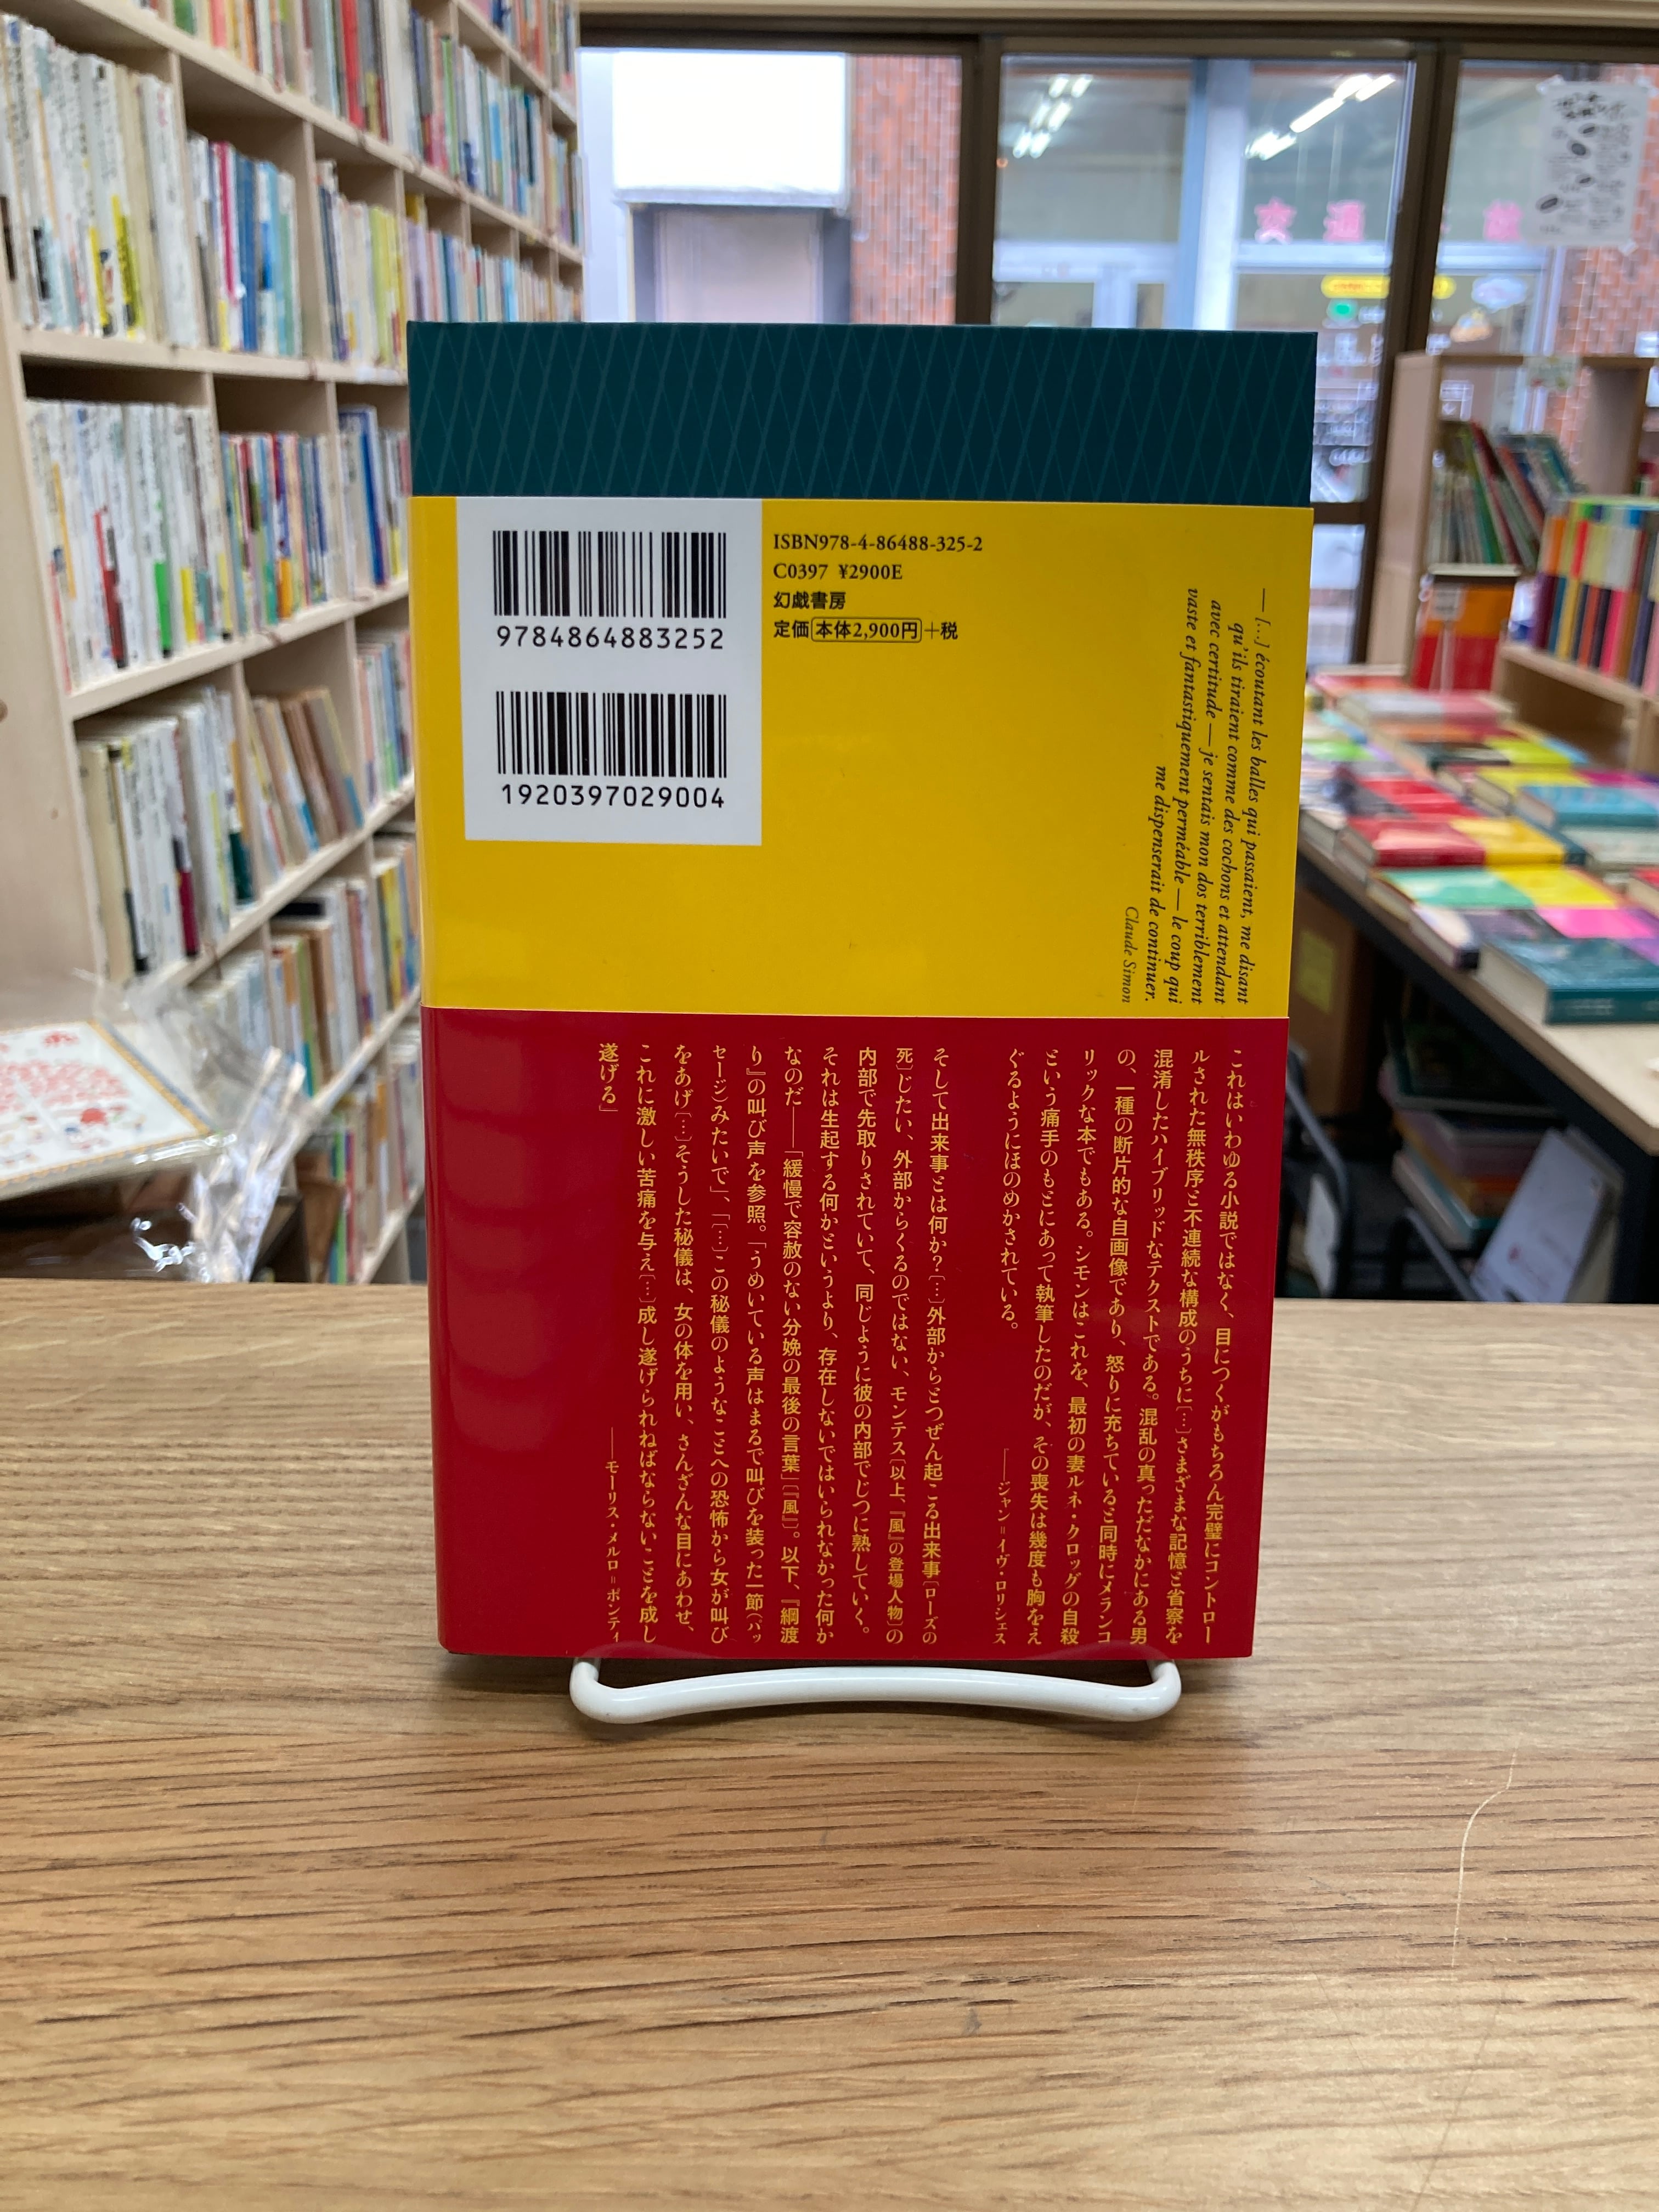 9784864883252
1920397029004
ISBN978-4-86488-325-2
C0397 ¥2900E
幻戯書房
定価本体2,900円+税
— [...] écoutant les balles qui passaient, me disant
qu'ils tiraient comme des cochons et attendant
avec certitude — je sentais mon dos terriblement
vaste et fantastiquement perméable — le coup qui
me dispenserait de continuer.
Claude Simon
これはいわゆる小説ではなく、目につくがもちろん完璧にコントロー
ルされた無秩序と不連続な構成のうちに[…]さまざまな記憶と省察を
混淆したハイブリッドなテクストである。混乱の真っただなかにある男
の、一種の断片的な自画像であり、怒りに充ちていると同時にメランコ
リックな本でもある。シモンはこれを、最初の妻ルネ・クロッグの自殺
という痛手のもとにあって執筆したのだが、その喪失は幾度も胸をえ
ぐるようにほのめかされている。
——ジャン=イヴ・ロリシェス
そして出来事とは何か?[…]外部からとつぜん起こる出来事[ローズの
死]じたい、外部からくるのではない、モンテス[以上、『風』の登場人物]の
内部で先取りされていて、同じように彼の内部でじつに熟していく。
それは生起する何かというより、存在しないではいられなかった何か
なのだ——「緩慢で容赦のない分娩の最後の言葉」[『風』]。以下、『綱渡
り』の叫び声を参照。「うめいている声はまるで叫びを装った一節(パッ
セージ)みたいで」、「[…]この秘儀のようなことへの恐怖から女が叫び
をあげ[…]そうした秘儀は、女の体を用い、さんざんな目にあわせ、
これに激しい苦痛を与え[…]成し遂げられねばならないことを成し
遂げる」
——モーリス・メルロ=ポンティ
交通